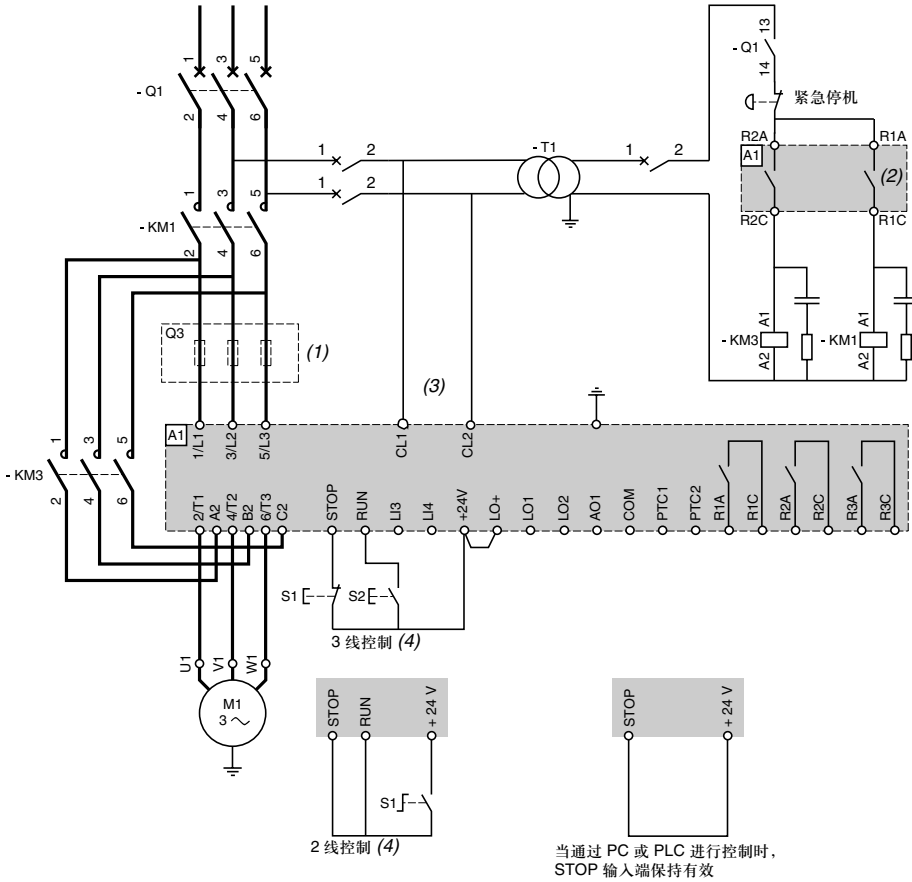 1 3 5
- Q1
2 4 6
13
- Q1
14
紧急停机
1 2
1 2
- T1
1 2
R2A R1A
A1
(2)
R2C R1C
1 3 5
- KM1
2 4 6
A1 A1
- KM3 - KM1
A2 A2
Q3
(1)
(3)
A1
1/L1 3/L2 5/L3 CL1 CL2
1 3 5
- KM3
2 4 6
2/T1 A2 4/T2 B2 6/T3 C2 STOP RUN LI3 LI4 +24V LO+ LO1 LO2 AO1 COM PTC1 PTC2 R1A R1C R2A R2C R3A R3C
S1 S2
3 线控制 (4)
U1 V1 W1
M1
3
STOP RUN + 24 V
S1
2 线控制 (4)
STOP + 24 V
当通过 PC 或 PLC 进行控制时，
STOP 输入端保持有效